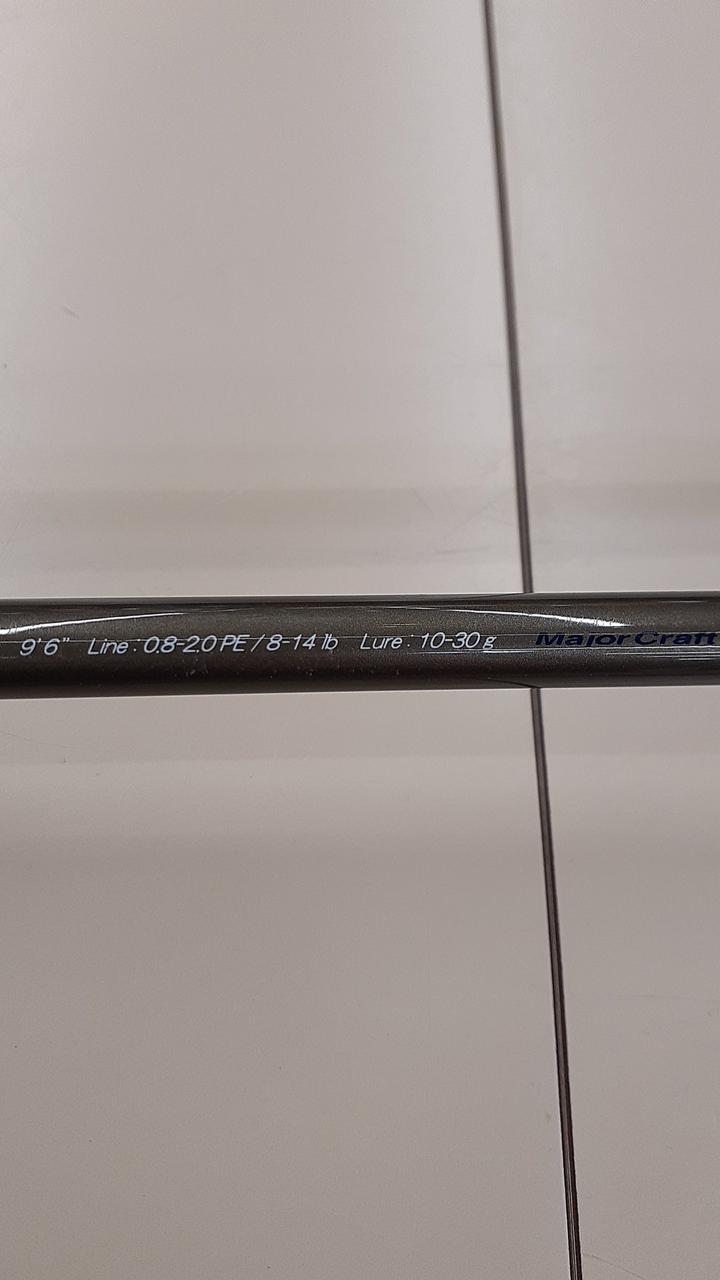 9'6" Line : 0.8-2.0 PE / 8-14 lb Lure : 10-30 g Major Craft